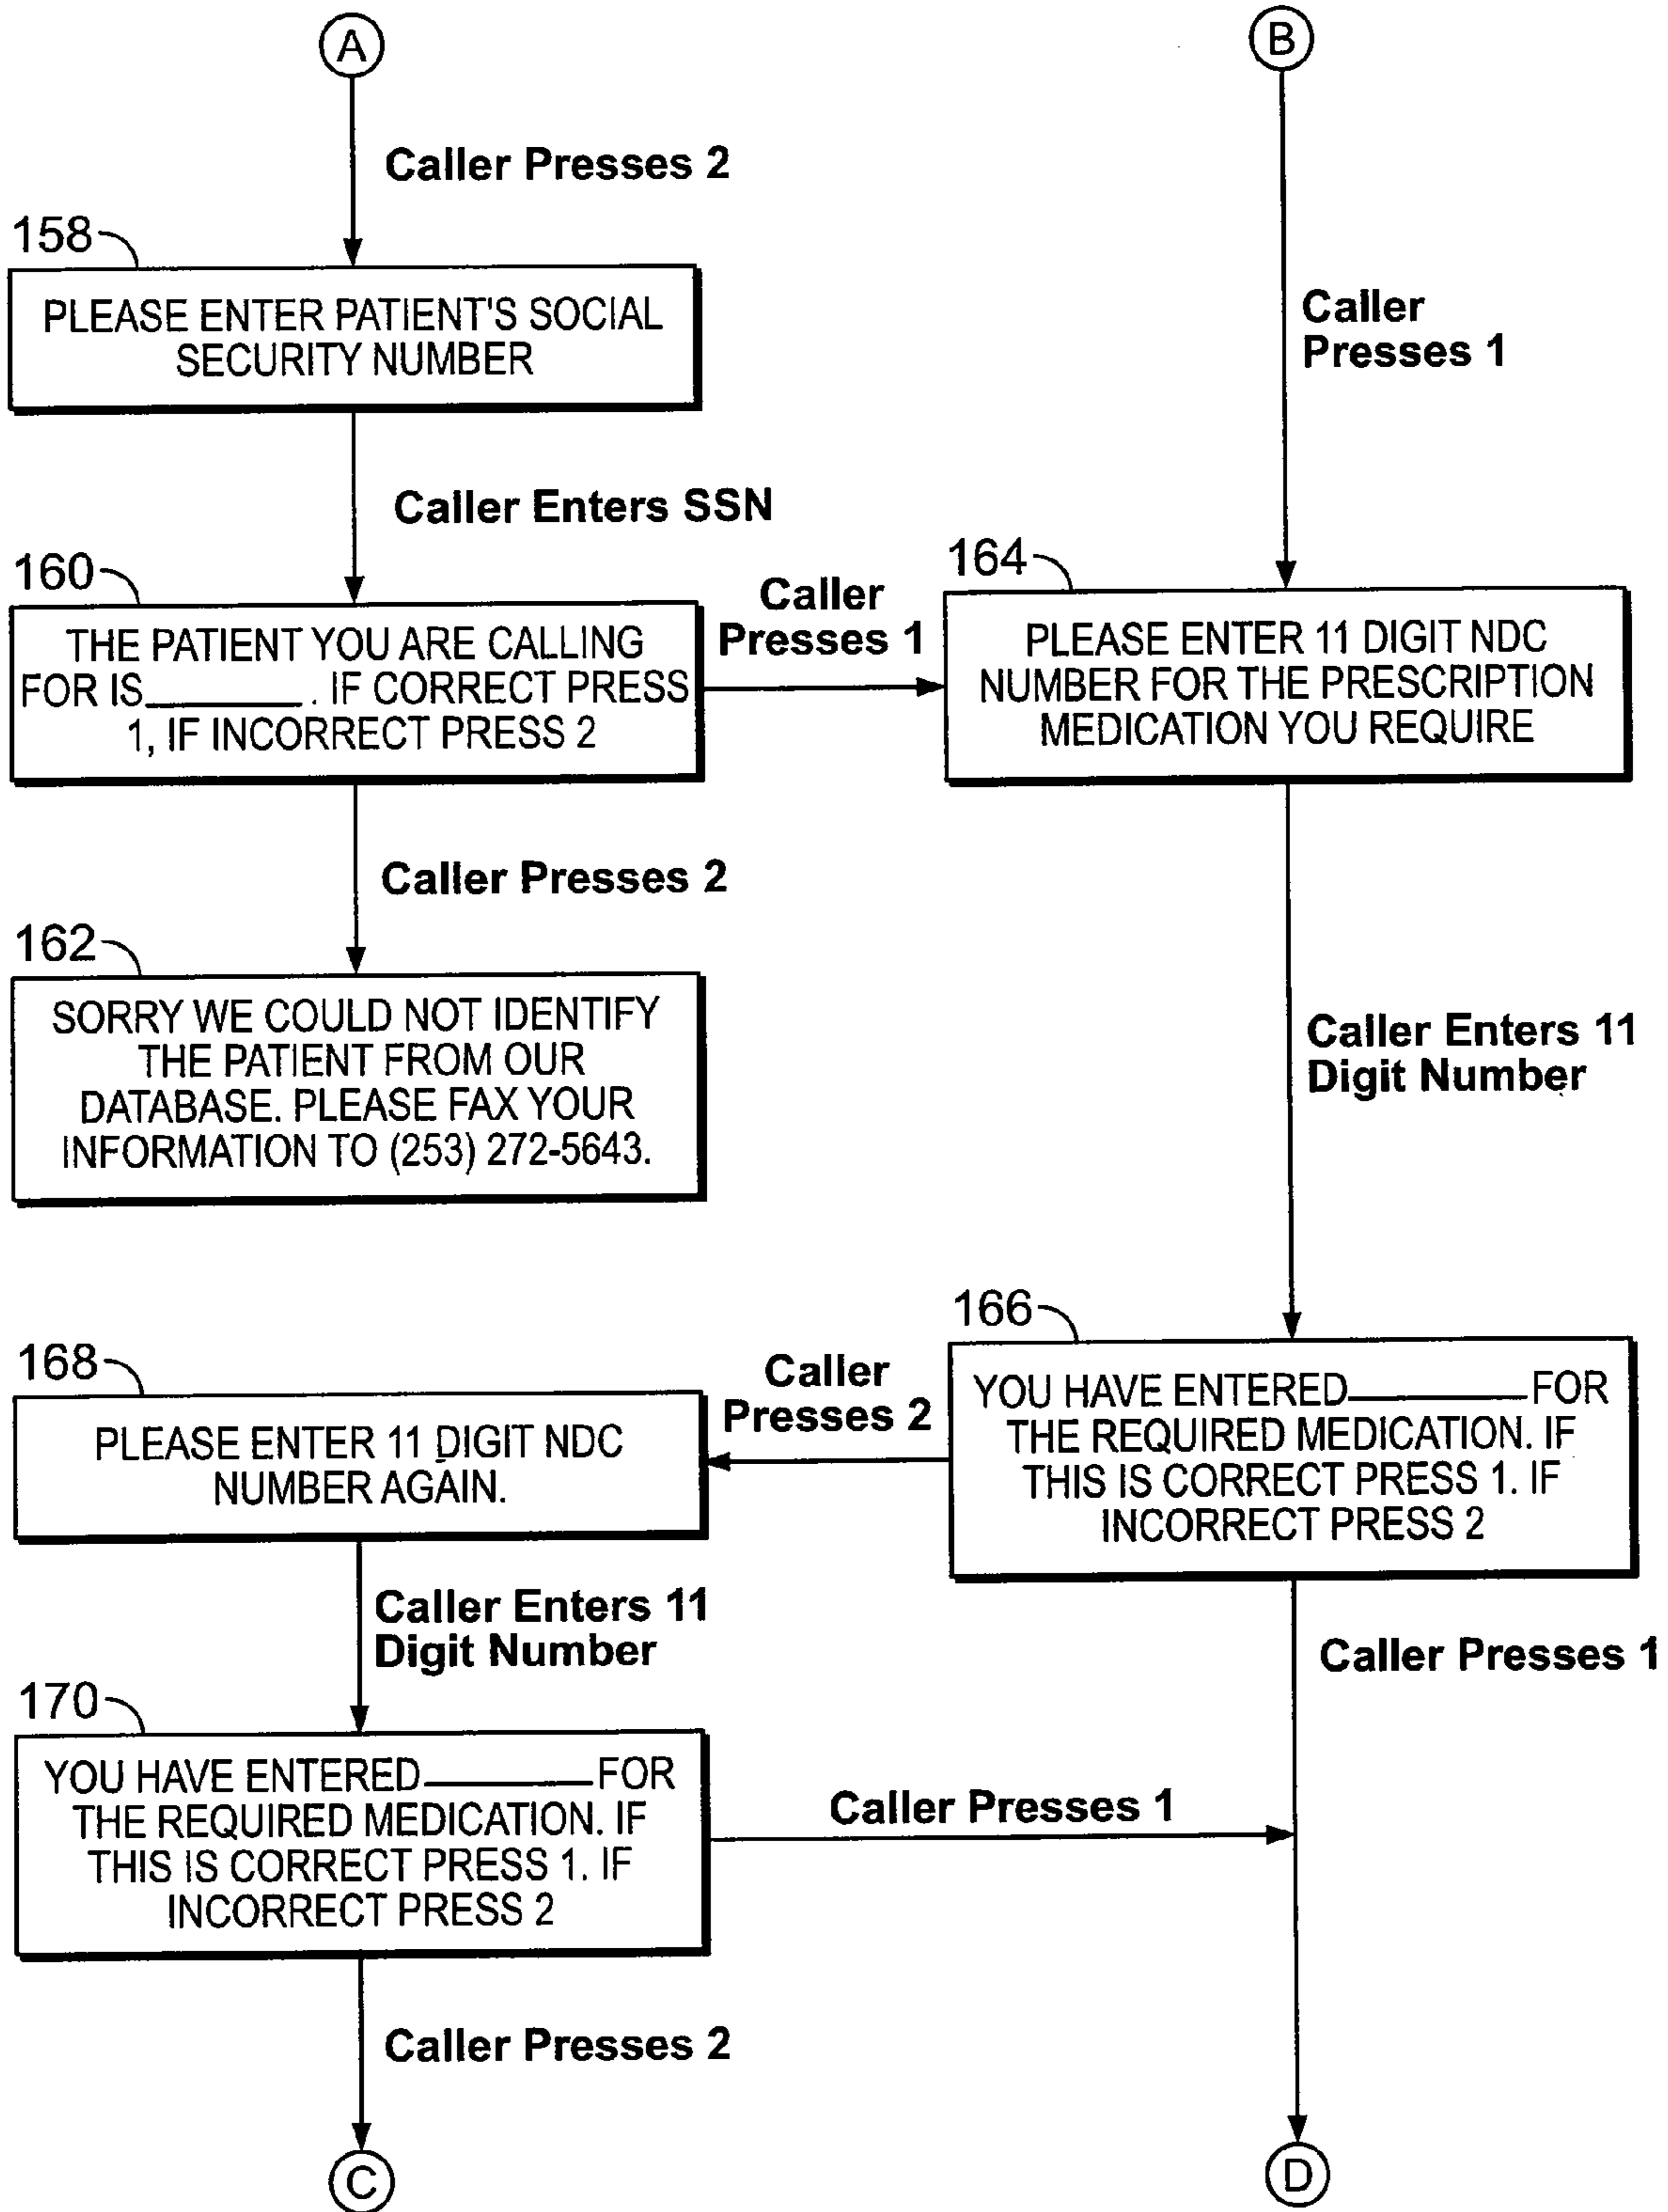 A
B
Caller Presses 2
158
PLEASE ENTER PATIENT'S SOCIAL
SECURITY NUMBER
Caller
Presses 1
Caller Enters SSN
160
THE PATIENT YOU ARE CALLING
FOR IS_______ . IF CORRECT PRESS
1, IF INCORRECT PRESS 2
Caller
Presses 1
164
PLEASE ENTER 11 DIGIT NDC
NUMBER FOR THE PRESCRIPTION
MEDICATION YOU REQUIRE
Caller Presses 2
162
SORRY WE COULD NOT IDENTIFY
THE PATIENT FROM OUR
DATABASE. PLEASE FAX YOUR
INFORMATION TO (253) 272-5643.
Caller Enters 11
Digit Number
166
YOU HAVE ENTERED________FOR
THE REQUIRED MEDICATION. IF
THIS IS CORRECT PRESS 1. IF
INCORRECT PRESS 2
Caller
Presses 2
168
PLEASE ENTER 11 DIGIT NDC
NUMBER AGAIN.
Caller Enters 11
Digit Number
Caller Presses 1
170
YOU HAVE ENTERED________FOR
THE REQUIRED MEDICATION. IF
THIS IS CORRECT PRESS 1. IF
INCORRECT PRESS 2
Caller Presses 1
Caller Presses 2
C
D